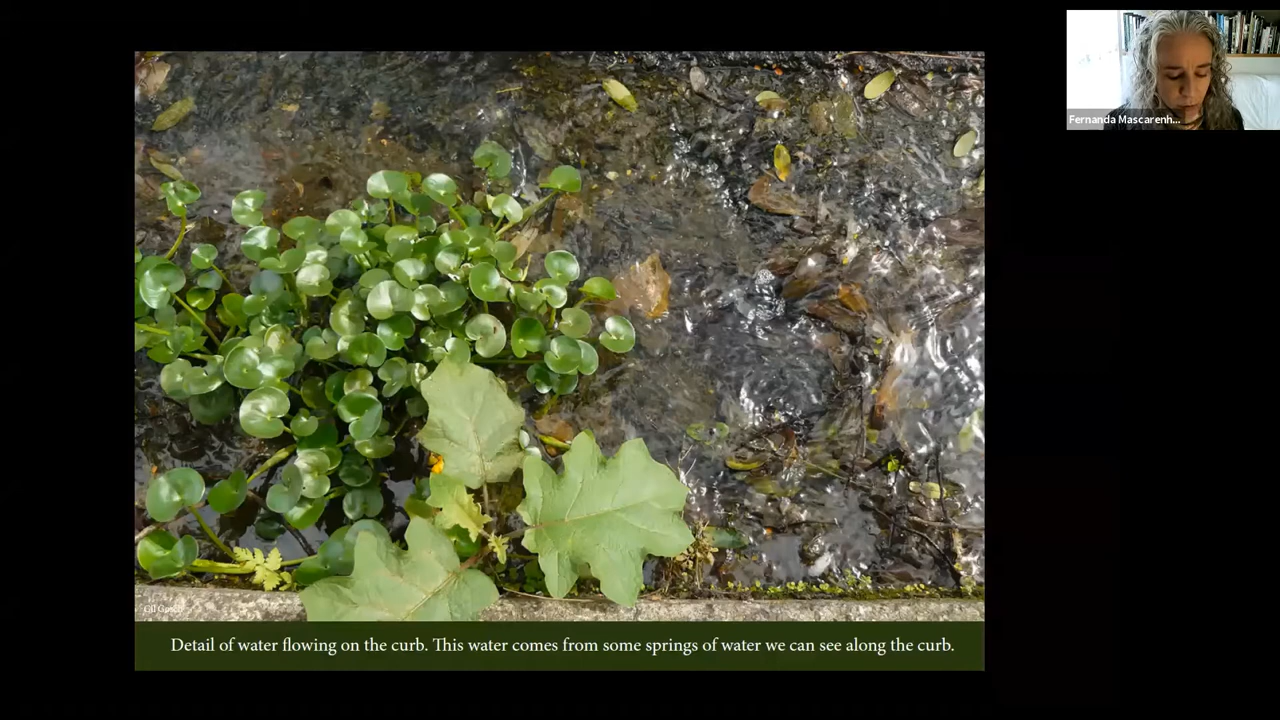 Fernanda Mascarenh...
Detail of water flowing on the curb. This water comes from some springs of water we can see along the curb.